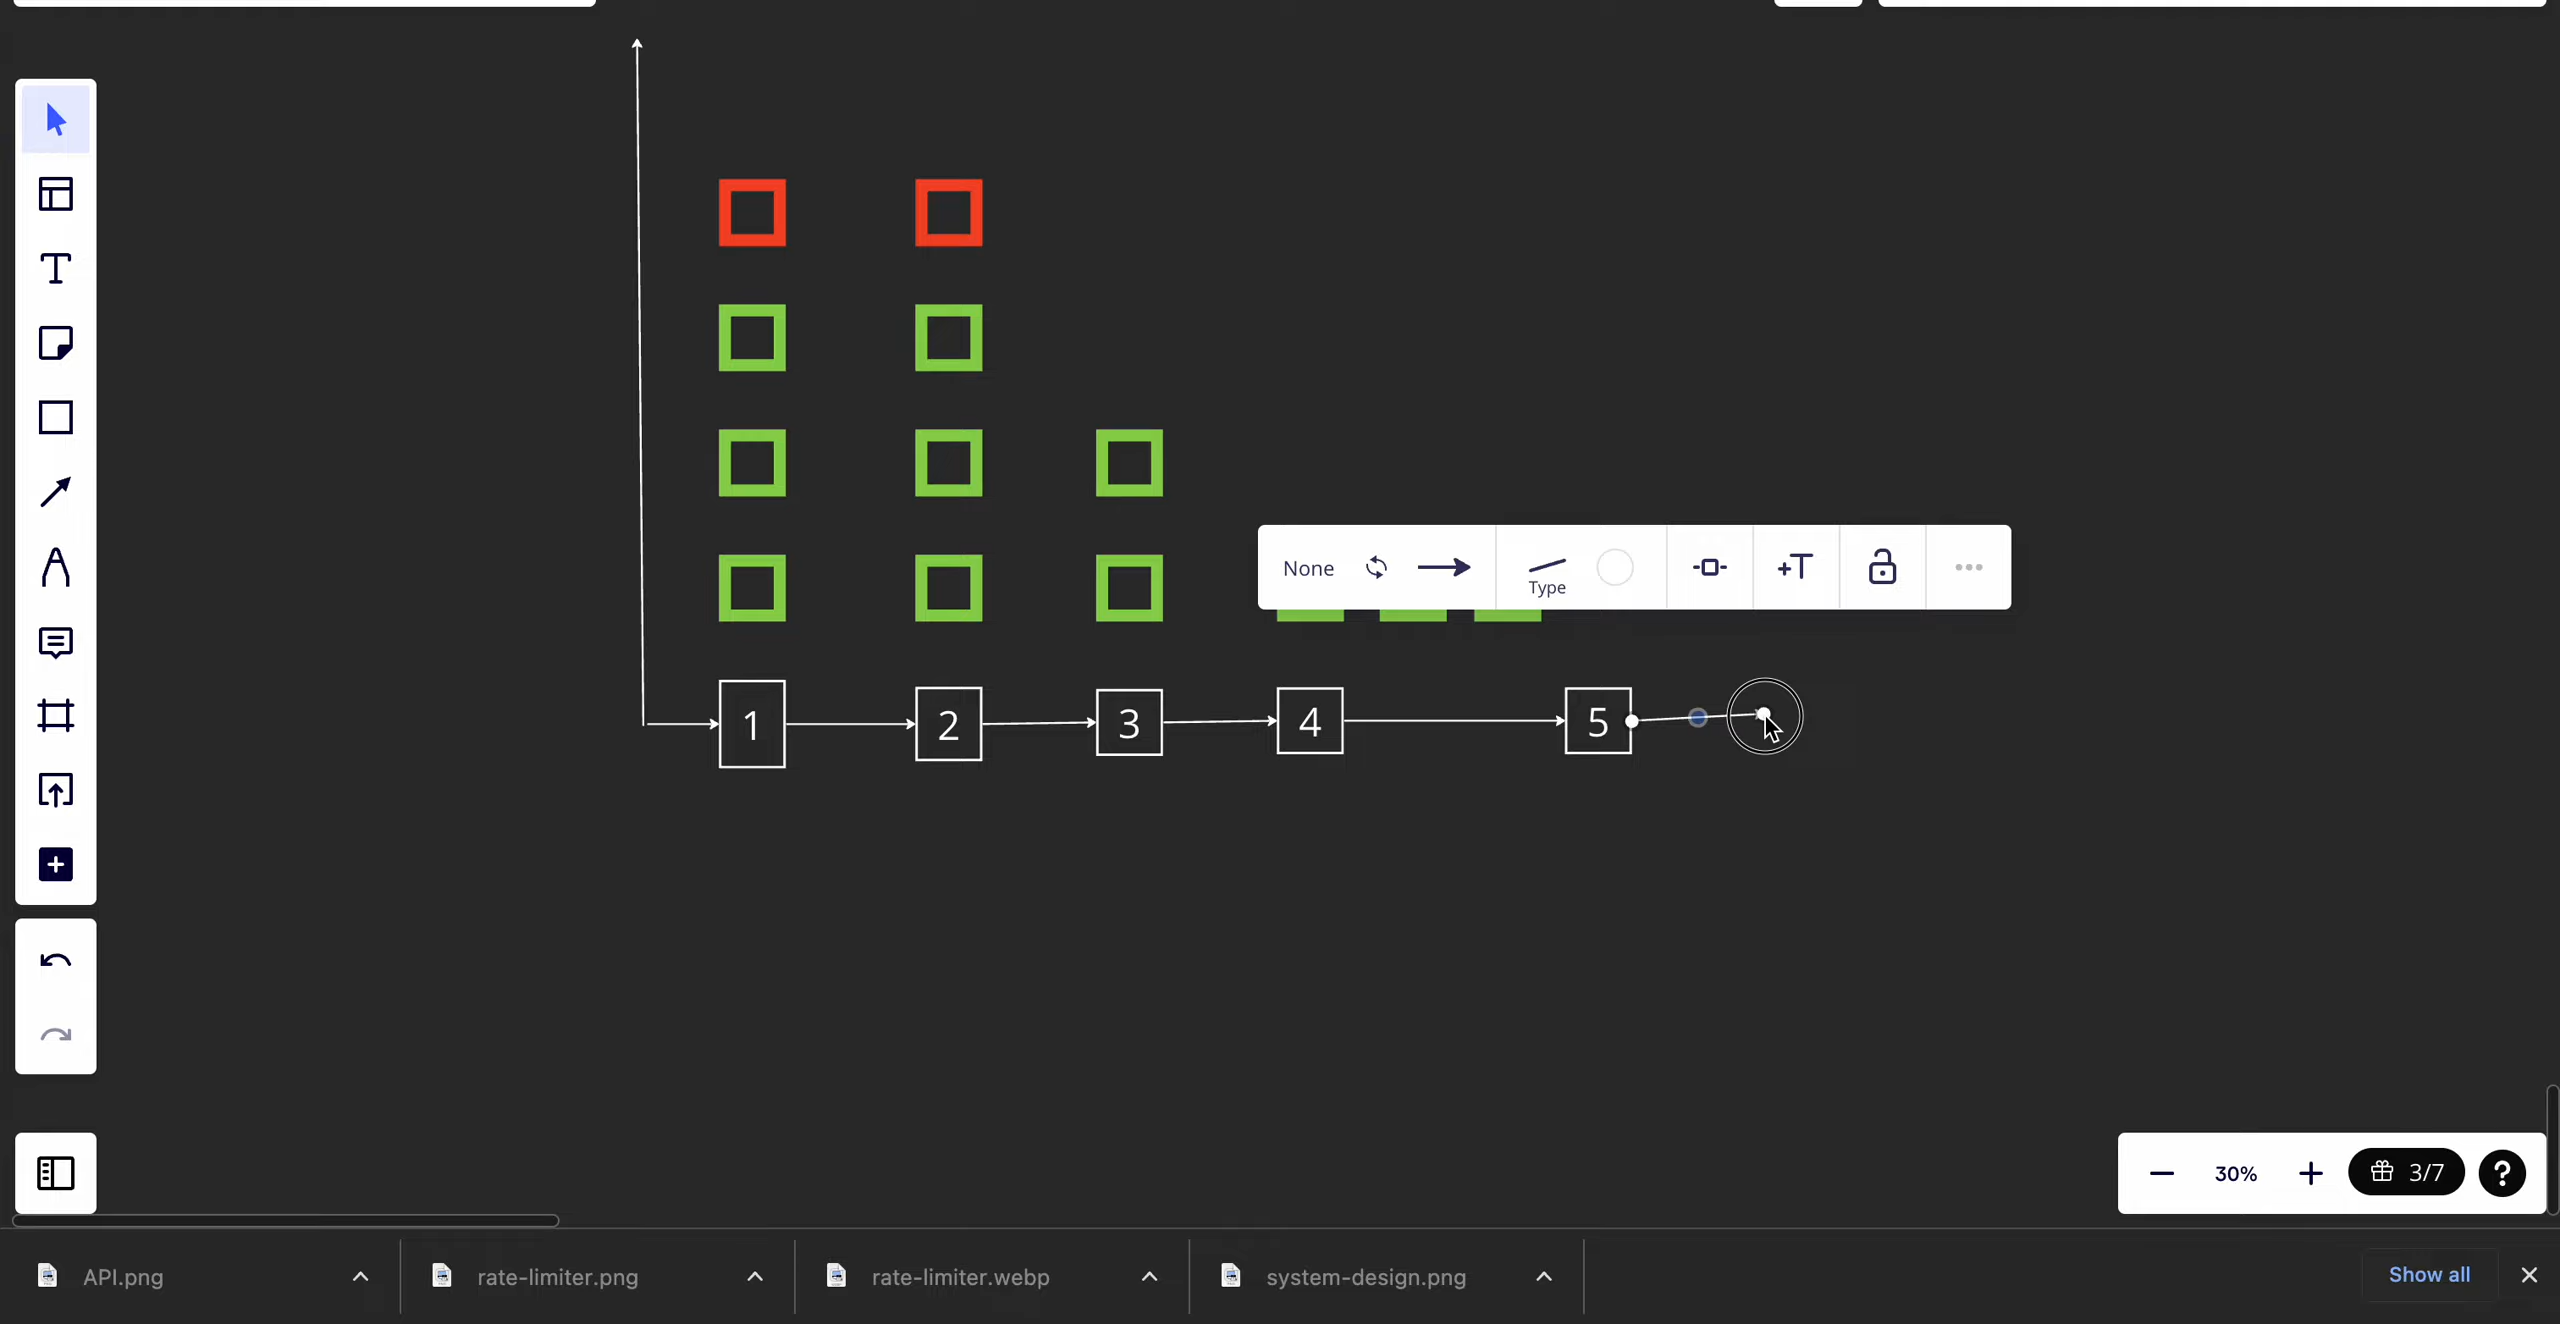 None
Type
+T
1
2
3
4
5
30%
3/7
?
API.png
rate-limiter.png
rate-limiter.webp
system-design.png
Show all